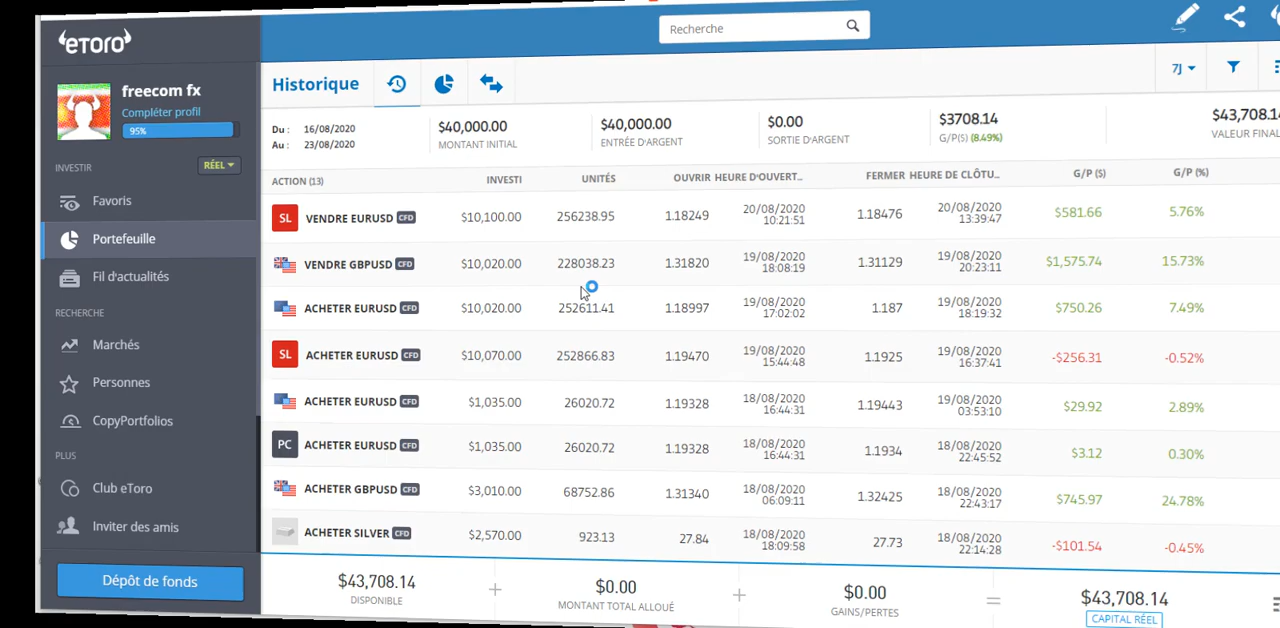 eToro
Recherche
freecom fx
Compléter profil
95%
INVESTIR
RÉEL
Favoris
Portefeuille
Fil d'actualités
RECHERCHE
Marchés
Personnes
CopyPortfolios
PLUS
Club eToro
Inviter des amis
Dépôt de fonds
Historique
7J
Du : 16/08/2020
Au : 23/08/2020
$40,000.00
MONTANT INITIAL
$40,000.00
ENTRÉE D'ARGENT
$0.00
SORTIE D'ARGENT
$3708.14
G/P($) (8.49%)
$43,708.1
VALEUR FINAL
ACTION (13) INVESTI UNITÉS OUVRIR HEURE D'OUVERT... FERMER HEURE DE CLÔTU... G/P ($) G/P (%)
SL VENDRE EURUSD CFD $10,100.00 256238.95 1.18249 20/08/2020 10:21:51 1.18476 20/08/2020 13:39:47 $581.66 5.76%
VENDRE GBPUSD CFD $10,020.00 228038.23 1.31820 19/08/2020 18:08:19 1.31129 19/08/2020 20:23:11 $1,575.74 15.73%
ACHETER EURUSD CFD $10,020.00 252611.41 1.18997 19/08/2020 17:02:02 1.187 19/08/2020 18:19:32 $750.26 7.49%
SL ACHETER EURUSD CFD $10,070.00 252866.83 1.19470 19/08/2020 15:44:48 1.1925 19/08/2020 16:37:41 -$256.31 -0.52%
ACHETER EURUSD CFD $1,035.00 26020.72 1.19328 18/08/2020 16:44:31 1.19443 19/08/2020 03:53:10 $29.92 2.89%
PC ACHETER EURUSD CFD $1,035.00 26020.72 1.19328 18/08/2020 16:44:31 1.1934 18/08/2020 22:45:52 $3.12 0.30%
ACHETER GBPUSD CFD $3,010.00 68752.86 1.31340 18/08/2020 06:09:11 1.32425 18/08/2020 22:43:17 $745.97 24.78%
ACHETER SILVER CFD $2,570.00 923.13 27.84 18/08/2020 18:09:58 27.73 18/08/2020 22:14:28 -$101.54 -0.45%
$43,708.14
DISPONIBLE
+
$0.00
MONTANT TOTAL ALLOUÉ
+
$0.00
GAINS/PERTES
=
$43,708.14
CAPITAL RÉEL